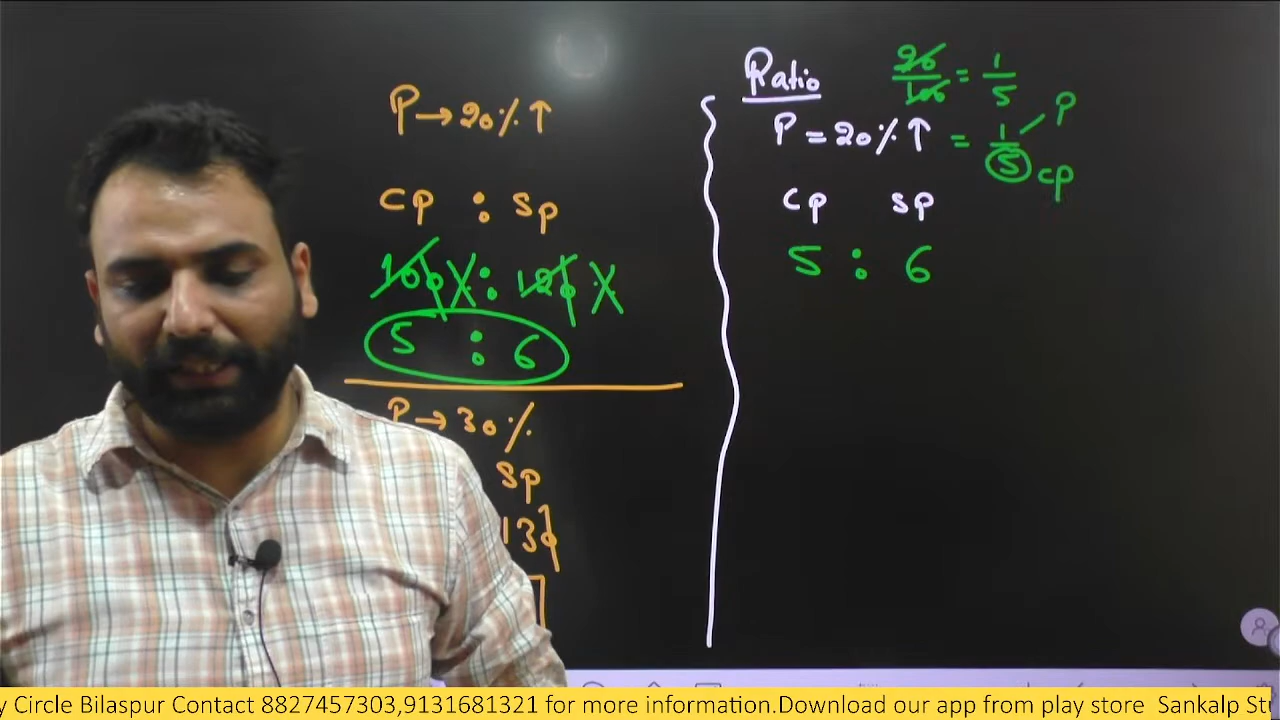 P → 20% ↑
CP : SP
100X : 120X
5 : 6
P → 30%
SP
130
Ratio
20/100 = 1/5
P = 20% ↑ = 1/5 P CP
CP SP
5 : 6
y Circle Bilaspur Contact 8827457303,9131681321 for more information.Download our app from play store Sankalp St